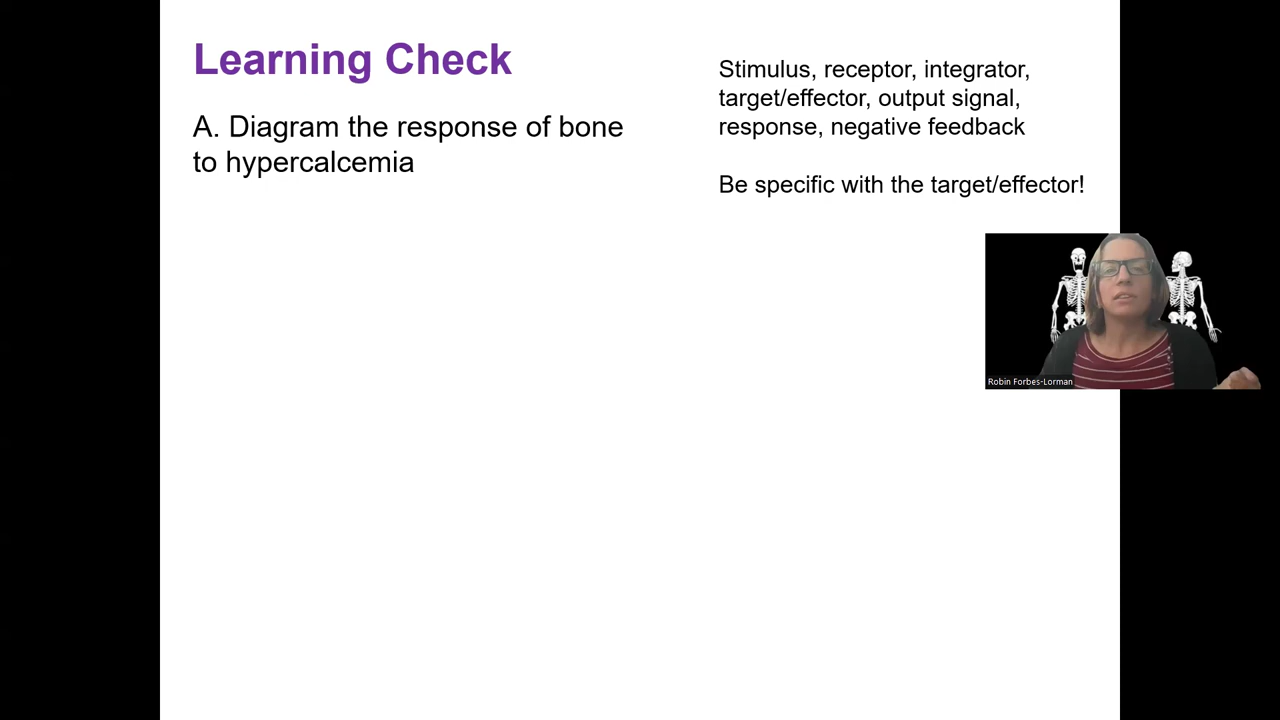 Learning Check
A. Diagram the response of bone
to hypercalcemia
Stimulus, receptor, integrator,
target/effector, output signal,
response, negative feedback
Be specific with the target/effector!
Robin Forbes-Lorman